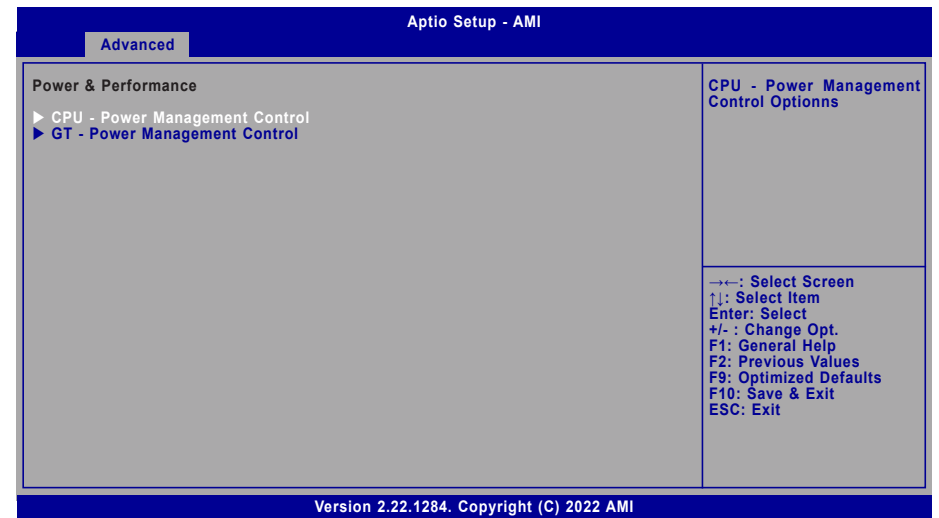 Aptio Setup - AMI
Advanced
Power & Performance
▶ CPU - Power Management Control
▶ GT - Power Management Control
CPU - Power Management
Control Optionns
→←: Select Screen
↑↓: Select Item
Enter: Select
+/- : Change Opt.
F1: General Help
F2: Previous Values
F9: Optimized Defaults
F10: Save & Exit
ESC: Exit
Version 2.22.1284. Copyright (C) 2022 AMI